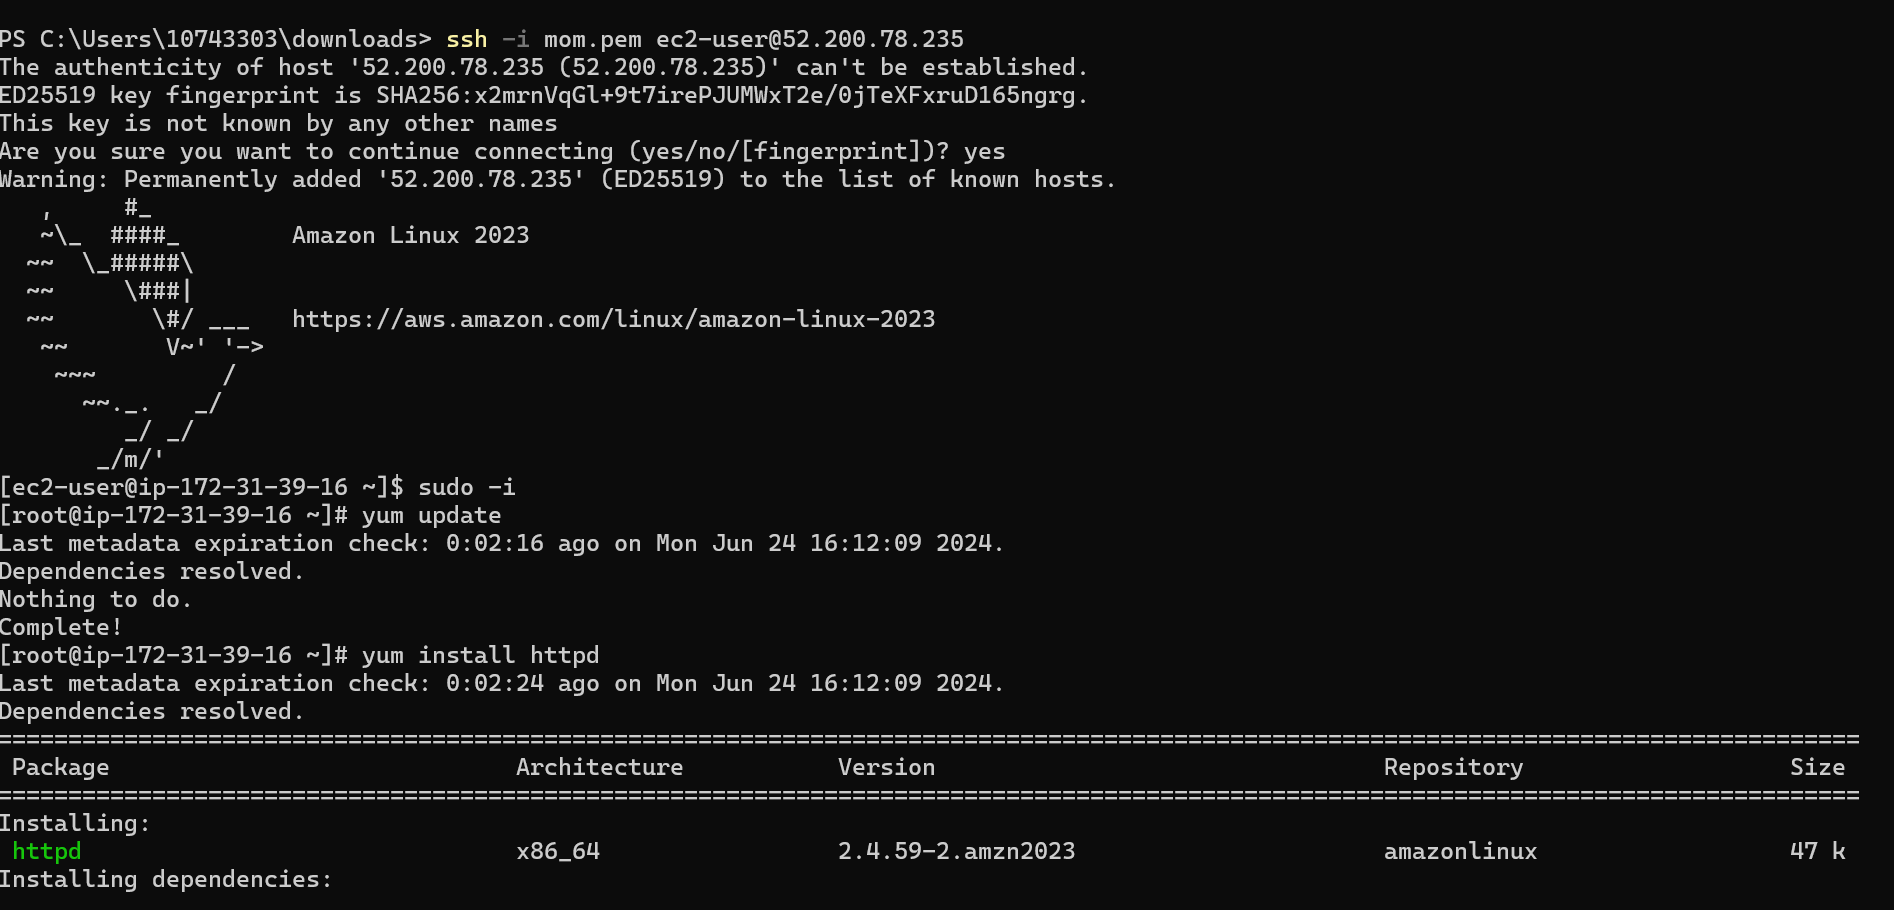 PS C:\Users\10743303\downloads> ssh -i mom.pem ec2-user@52.200.78.235
The authenticity of host '52.200.78.235 (52.200.78.235)' can't be established.
ED25519 key fingerprint is SHA256:x2mrnVqGl+9t7irePJUMWxT2e/0jTeXFxruD165ngrg.
This key is not known by any other names
Are you sure you want to continue connecting (yes/no/[fingerprint])? yes
Warning: Permanently added '52.200.78.235' (ED25519) to the list of known hosts.
   ,     #_
   ~\_  ####_        Amazon Linux 2023
  ~~  \_#####\
  ~~     \###|
  ~~       \#/ ___   https://aws.amazon.com/linux/amazon-linux-2023
   ~~       V~' '->
    ~~~         /
      ~~._.   _/
         _/ _/
       _/m/'
[ec2-user@ip-172-31-39-16 ~]$ sudo -i
[root@ip-172-31-39-16 ~]# yum update
Last metadata expiration check: 0:02:16 ago on Mon Jun 24 16:12:09 2024.
Dependencies resolved.
Nothing to do.
Complete!
[root@ip-172-31-39-16 ~]# yum install httpd
Last metadata expiration check: 0:02:24 ago on Mon Jun 24 16:12:09 2024.
Dependencies resolved.
=====================================================================================================================================
 Package                             Architecture           Version                                Repository                   Size
=====================================================================================================================================
Installing:
 httpd                               x86_64                 2.4.59-2.amzn2023                      amazonlinux                  47 k
Installing dependencies: